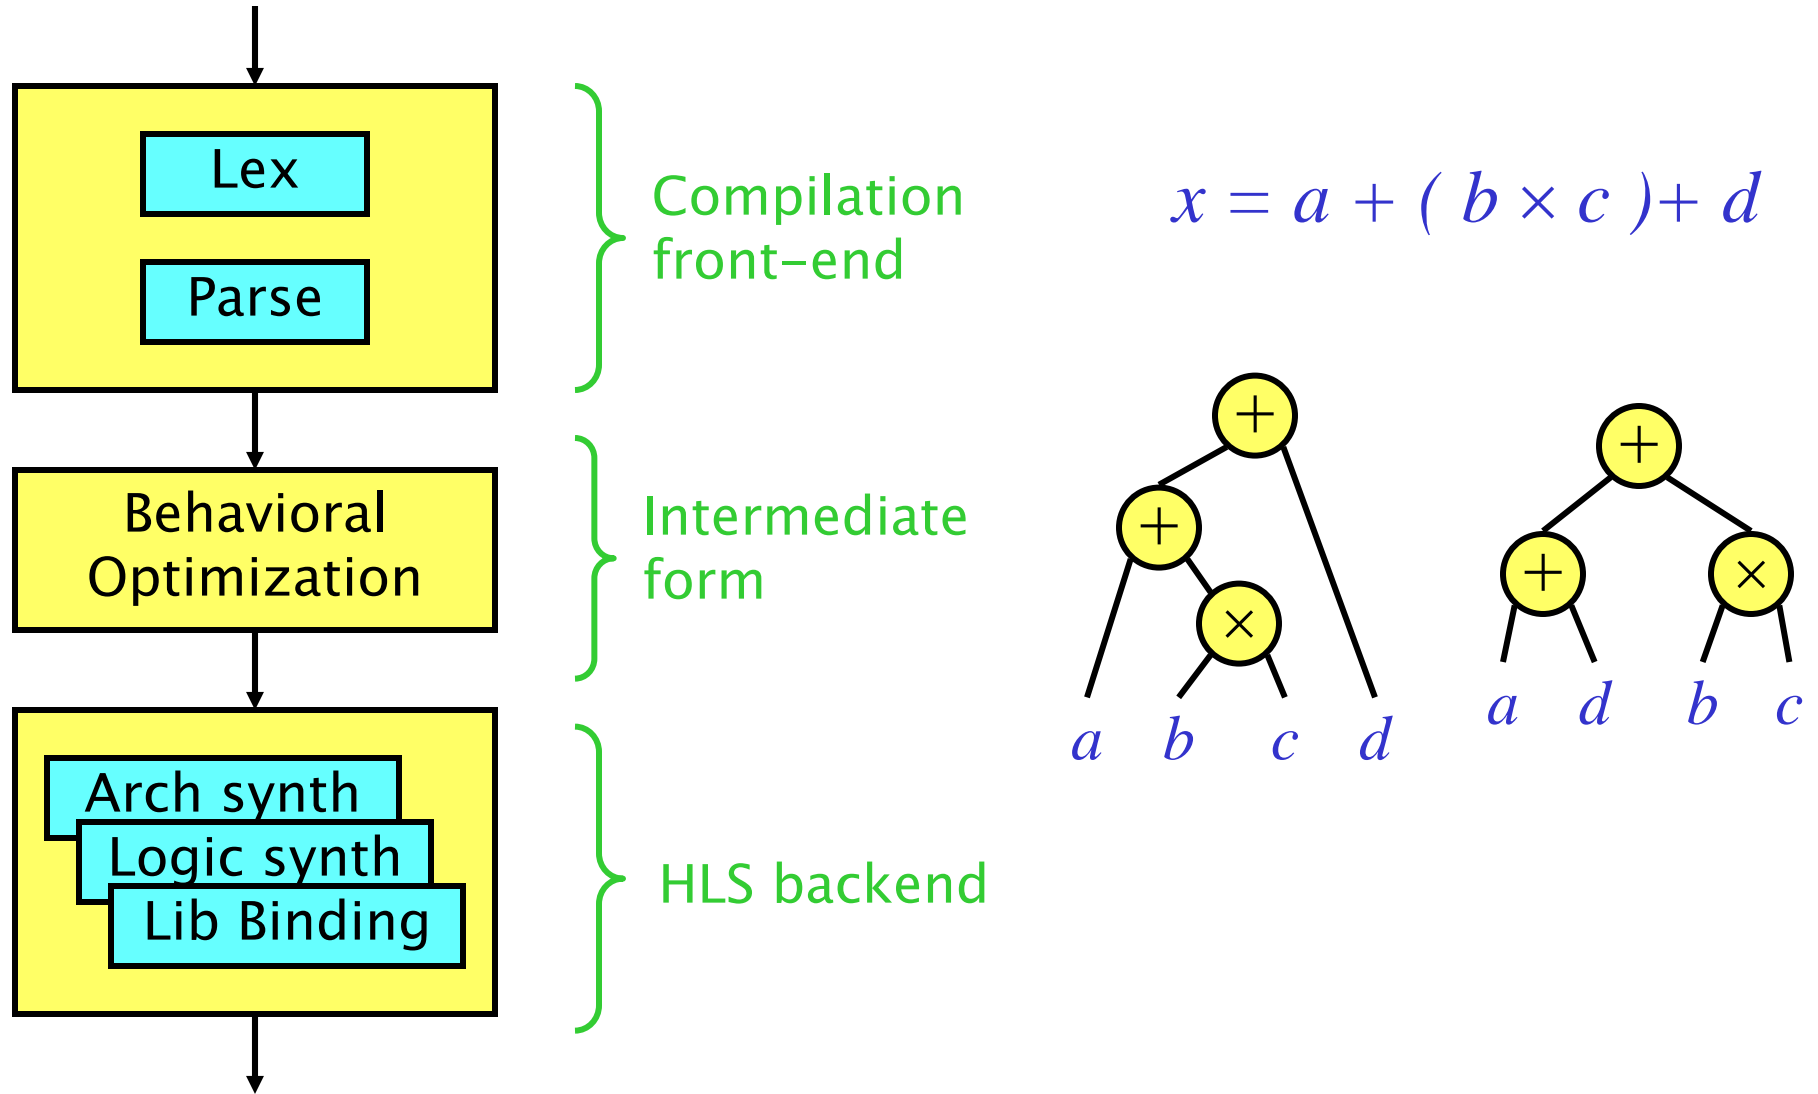 Lex
Parse
Compilation
front-end
x = a + ( b × c )+ d
Behavioral
Optimization
Intermediate
form
Arch synth
Logic synth
Lib Binding
HLS backend
+
+
×
a b c d
+
+ ×
a d b c